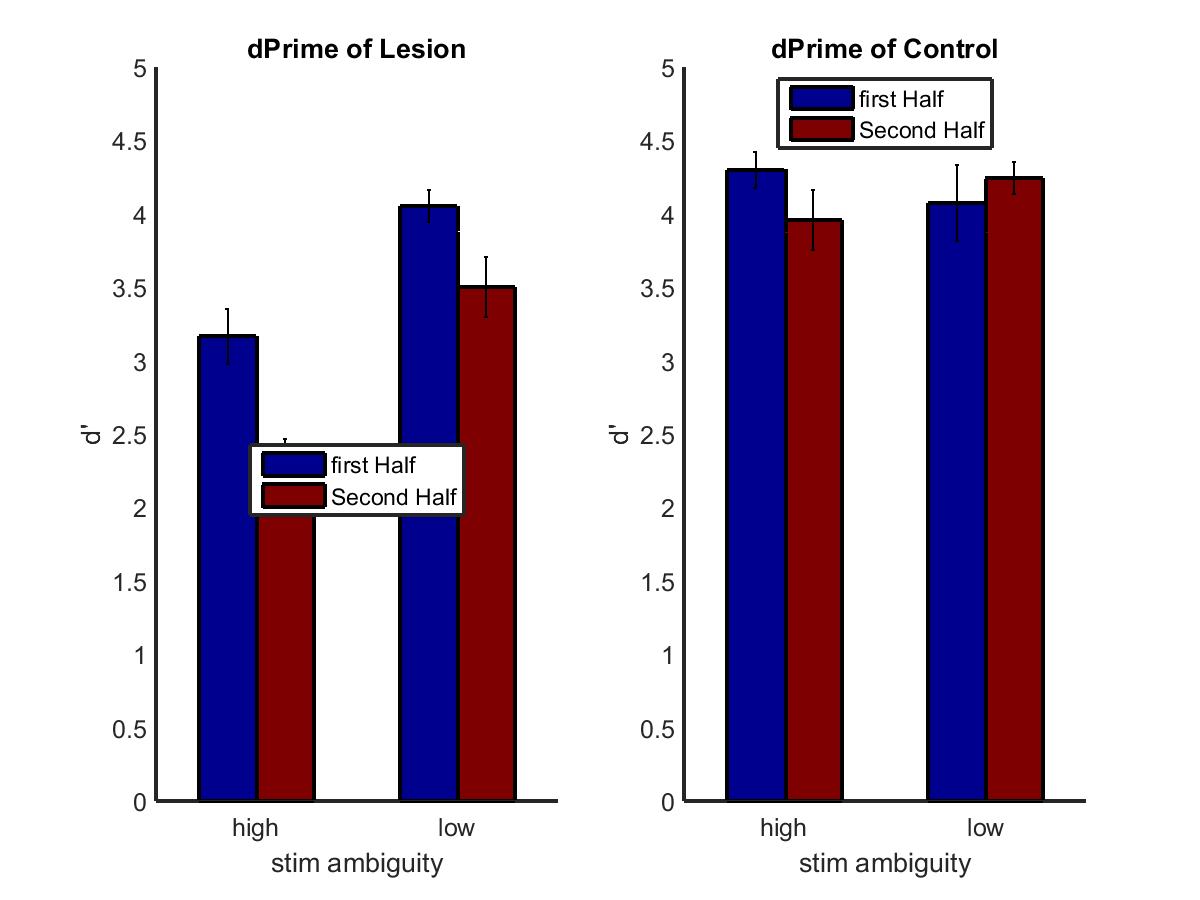 dPrime of Lesion
5
4.5
4
3.5
3
2.5
2
1.5
1
0.5
0
d'
first Half
Second Half
high low
stim ambiguity
dPrime of Control
5
4.5
4
3.5
3
2.5
2
1.5
1
0.5
0
d'
first Half
Second Half
high low
stim ambiguity